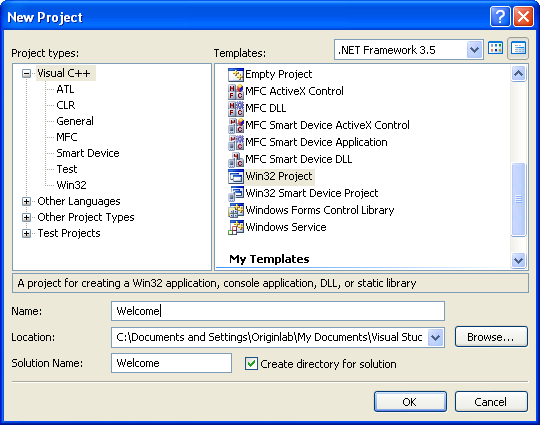 New Project
Project types:
Templates:
.NET Framework 3.5
Visual C++
ATL
CLR
General
MFC
Smart Device
Test
Win32
Other Languages
Other Project Types
Test Projects
Empty Project
MFC ActiveX Control
MFC DLL
MFC Smart Device ActiveX Control
MFC Smart Device Application
MFC Smart Device DLL
Win32 Project
Win32 Smart Device Project
Windows Forms Control Library
Windows Service
My Templates
A project for creating a Win32 application, console application, DLL, or static library
Name:
Welcome
Location:
C:\Documents and Settings\Originlab\My Documents\Visual Stuc
Browse...
Solution Name:
Welcome
Create directory for solution
OK
Cancel